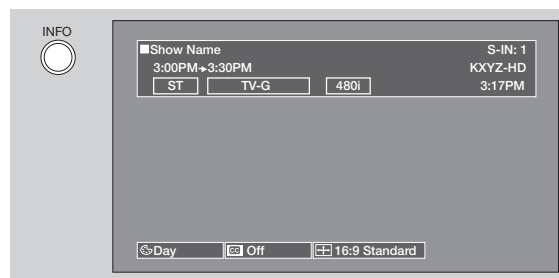 INFO
■Show Name S-IN: 1
3:00PM→3:30PM KXYZ-HD
ST TV-G 480i 3:17PM
Day CC Off 16:9 Standard